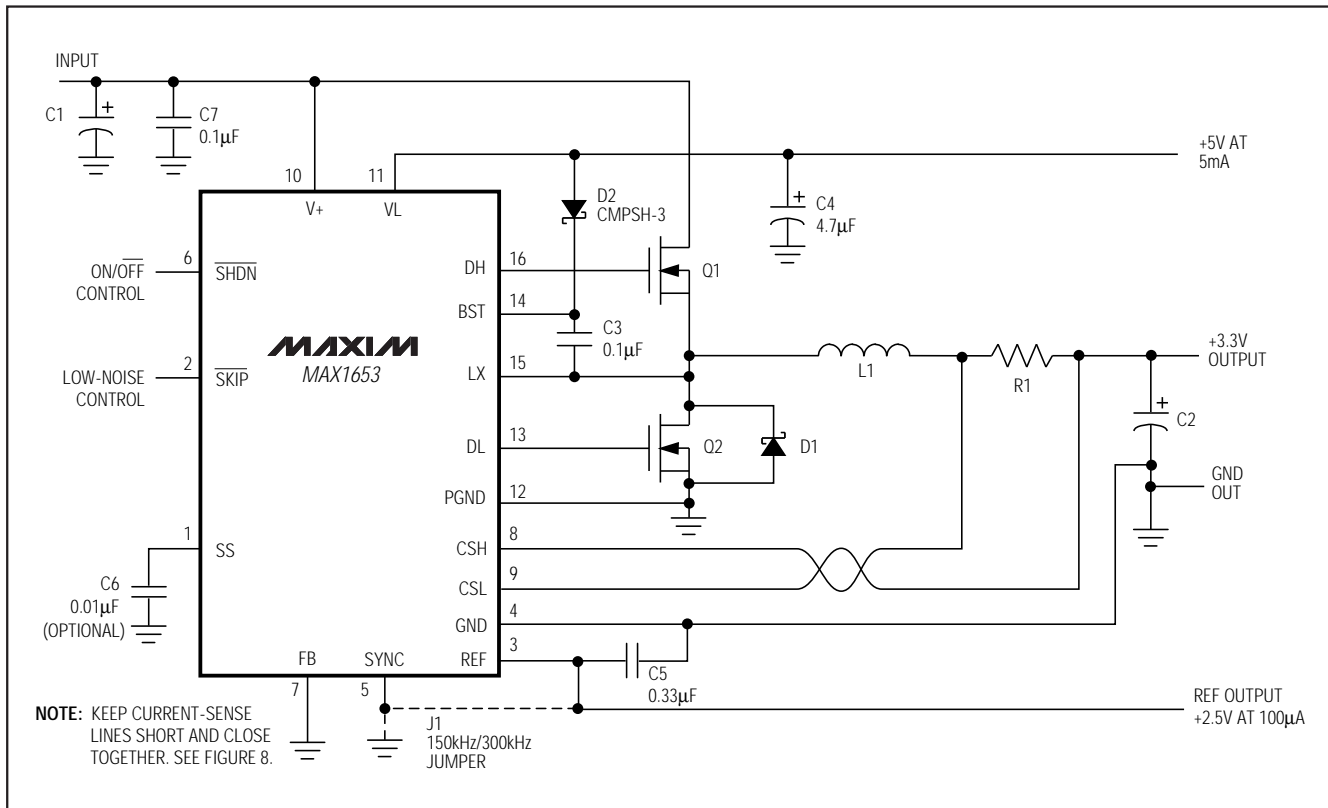 INPUT
C1
+
C7
0.1μF
+5V AT
5mA
10
11
V+
VL
D2
CMPSH-3
+
C4
4.7μF
6
ON/OFF
CONTROL
SHDN
DH
16
Q1
BST
14
C3
0.1μF
MAXIM
MAX1653
2
LOW-NOISE
CONTROL
SKIP
LX
15
L1
R1
+3.3V
OUTPUT
+
C2
DL
13
Q2
D1
GND
OUT
PGND
12
1
SS
CSH
8
C6
0.01μF
(OPTIONAL)
CSL
9
GND
4
REF
3
FB
SYNC
7
5
C5
0.33μF
REF OUTPUT
+2.5V AT 100μA
J1
150kHz/300kHz
JUMPER
NOTE: KEEP CURRENT-SENSE
LINES SHORT AND CLOSE
TOGETHER. SEE FIGURE 8.